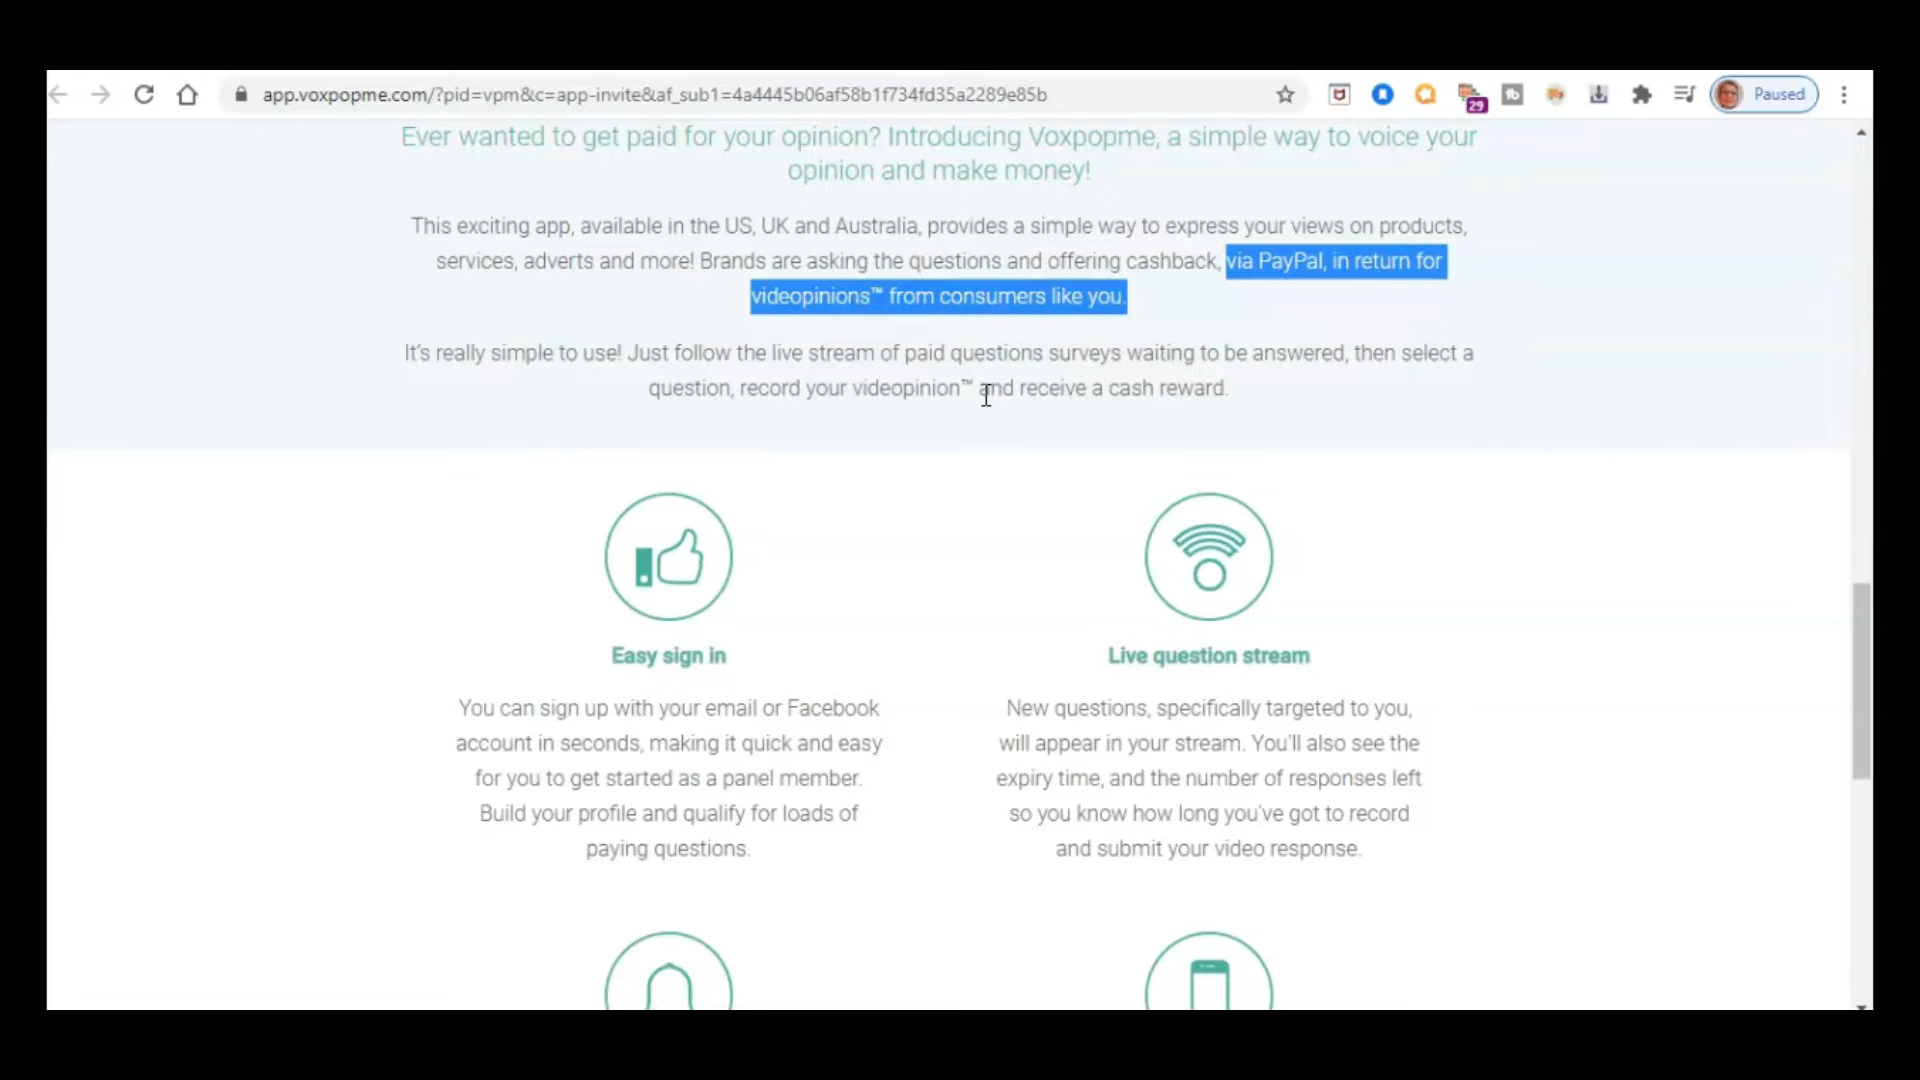 app.voxpopme.com/?pid=vpm&c=app-invite&af_sub1=4a4445b06af58b1f734fd35a2289e85b
29
Paused
Ever wanted to get paid for your opinion? Introducing Voxpopme, a simple way to voice your
opinion and make money!
This exciting app, available in the US, UK and Australia, provides a simple way to express your views on products,
services, adverts and more! Brands are asking the questions and offering cashback, via PayPal, in return for
videopinions™ from consumers like you.
It's really simple to use! Just follow the live stream of paid questions surveys waiting to be answered, then select a
question, record your videopinion™ and receive a cash reward.
Easy sign in
Live question stream
You can sign up with your email or Facebook
account in seconds, making it quick and easy
for you to get started as a panel member.
Build your profile and qualify for loads of
paying questions.
New questions, specifically targeted to you,
will appear in your stream. You'll also see the
expiry time, and the number of responses left
so you know how long you've got to record
and submit your video response.